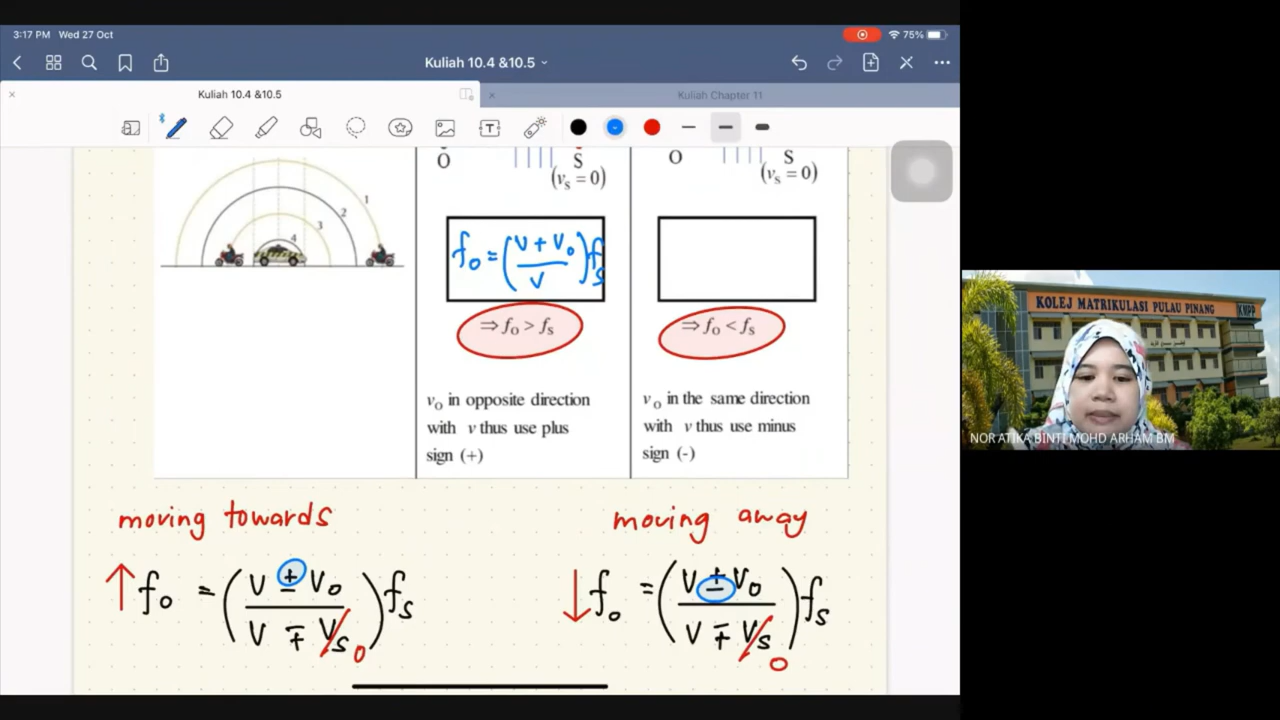 3:17 PM Wed 27 Oct
75%
Kuliah 10.4 &10.5
Kuliah 10.4 &10.5
Kuliah Chapter 11
1
2
3
4
O S
(vs = 0)
O S
(vs = 0)
fo = (v + vo / v) fs
⇒ fo > fs
⇒ fo < fs
vo in opposite direction
with v thus use plus
sign (+)
vo in the same direction
with v thus use minus
sign (-)
moving towards
↑ fo = (v ± vo / v ∓ vs) fs
0
moving away
↓ fo = (v ± vo / v ∓ vs) fs
0
KOLEJ MATRIKULASI PULAU PINANG
KMPP
NOR ATIKA BINTI MOHD ARHAM BM